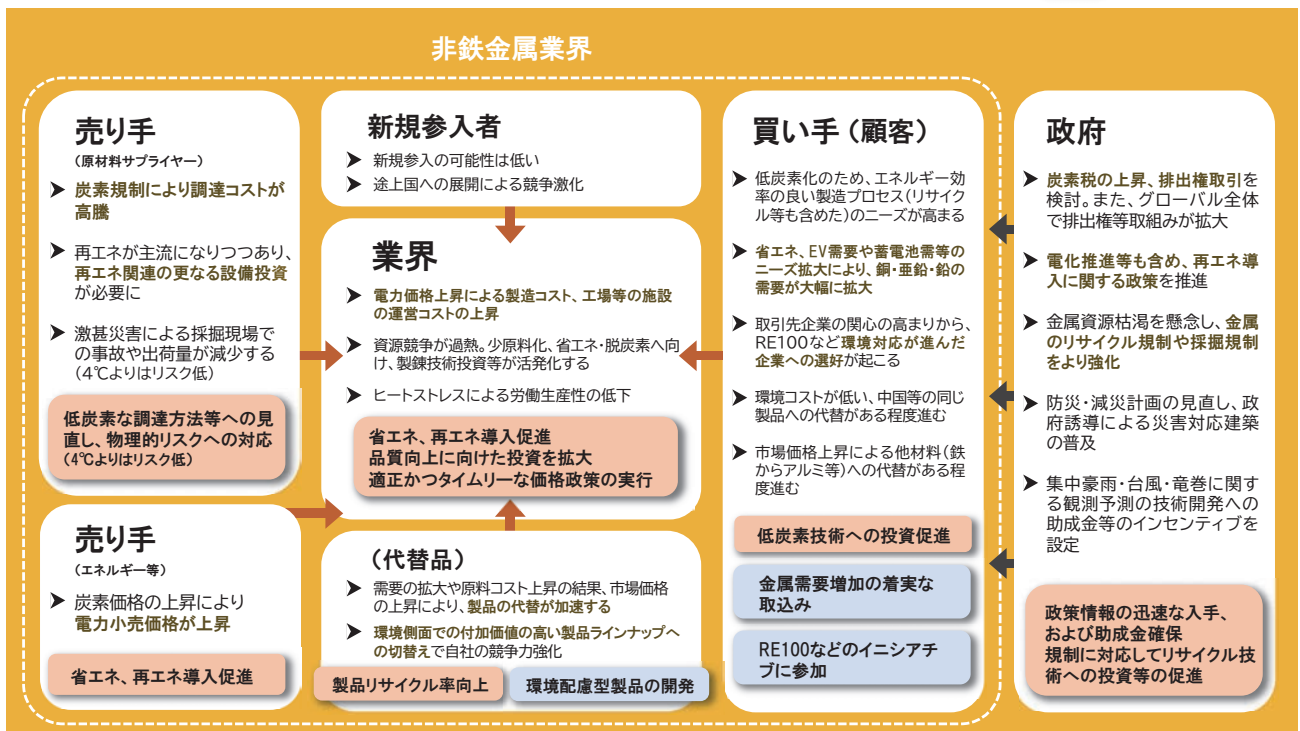 非鉄金属業界
売り手
（原材料サプライヤー）
➤ 炭素規制により調達コストが
高騰
➤ 再エネが主流になりつつあり、
再エネ関連の更なる設備投資
が必要に
➤ 激甚災害による採掘現場で
の事故や出荷量が減少する
（4℃よりはリスク低）
低炭素な調達方法等への見
直し、物理的リスクへの対応
（4℃よりはリスク低）
売り手
（エネルギー等）
➤ 炭素価格の上昇により
電力小売価格が上昇
省エネ、再エネ導入促進
新規参入者
➤ 新規参入の可能性は低い
➤ 途上国への展開による競争激化
業界
➤ 電力価格上昇による製造コスト、工場等の施設
の運営コストの上昇
➤ 資源競争が過熱。少原料化、省エネ・脱炭素へ向
け、製錬技術投資等が活発化する
➤ ヒートストレスによる労働生産性の低下
省エネ、再エネ導入促進
品質向上に向けた投資を拡大
適正かつタイムリーな価格政策の実行
（代替品）
➤ 需要の拡大や原料コスト上昇の結果、市場価格
の上昇により、製品の代替が加速する
➤ 環境側面での付加価値の高い製品ラインナップへ
の切替えで自社の競争力強化
製品リサイクル率向上
環境配慮型製品の開発
買い手（顧客）
➤ 低炭素化のため、エネルギー効
率の良い製造プロセス（リサイク
ル等も含めた）のニーズが高まる
➤ 省エネ、EV需要や蓄電池需等の
ニーズ拡大により、銅・亜鉛・鉛の
需要が大幅に拡大
➤ 取引先企業の関心の高まりから、
RE100など環境対応が進んだ
企業への選好が起こる
➤ 環境コストが低い、中国等の同じ
製品への代替がある程度進む
➤ 市場価格上昇による他材料（鉄
からアルミ等）への代替がある程
度進む
低炭素技術への投資促進
金属需要増加の着実な
取込み
RE100などのイニシアチ
ブに参加
政府
➤ 炭素税の上昇、排出権取引を
検討。また、グローバル全体
で排出権等取組みが拡大
➤ 電化推進等も含め、再エネ導
入に関する政策を推進
➤ 金属資源枯渇を懸念し、金属
のリサイクル規制や採掘規制
をより強化
➤ 防災・減災計画の見直し、政
府誘導による災害対応建築
の普及
➤ 集中豪雨・台風・竜巻に関す
る観測予測の技術開発への
助成金等のインセンティブを
設定
政策情報の迅速な入手、
および助成金確保
規制に対応してリサイクル技
術への投資等の促進